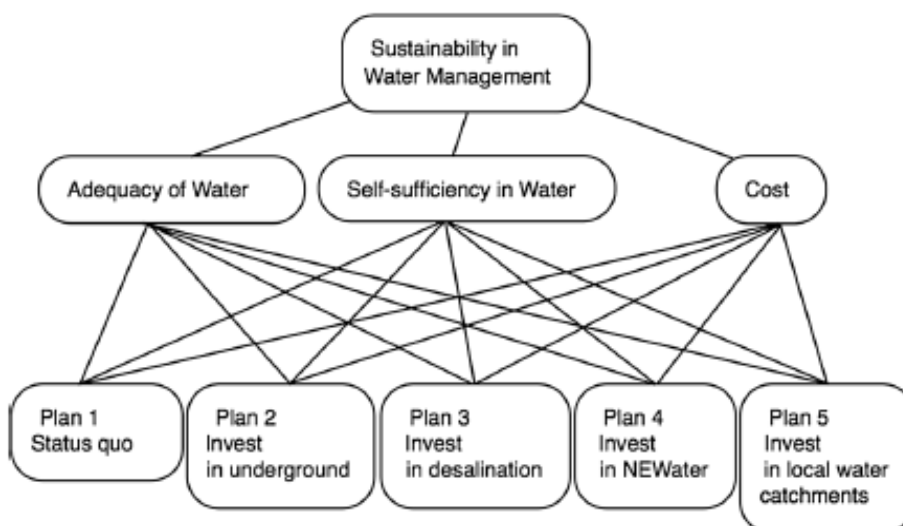 Sustainability in
Water Management
Adequacy of Water
Self-sufficiency in Water
Cost
Plan 1
Status quo
Plan 2
Invest
in underground
Plan 3
Invest
in desalination
Plan 4
Invest
in NEWater
Plan 5
Invest
in local water
catchments